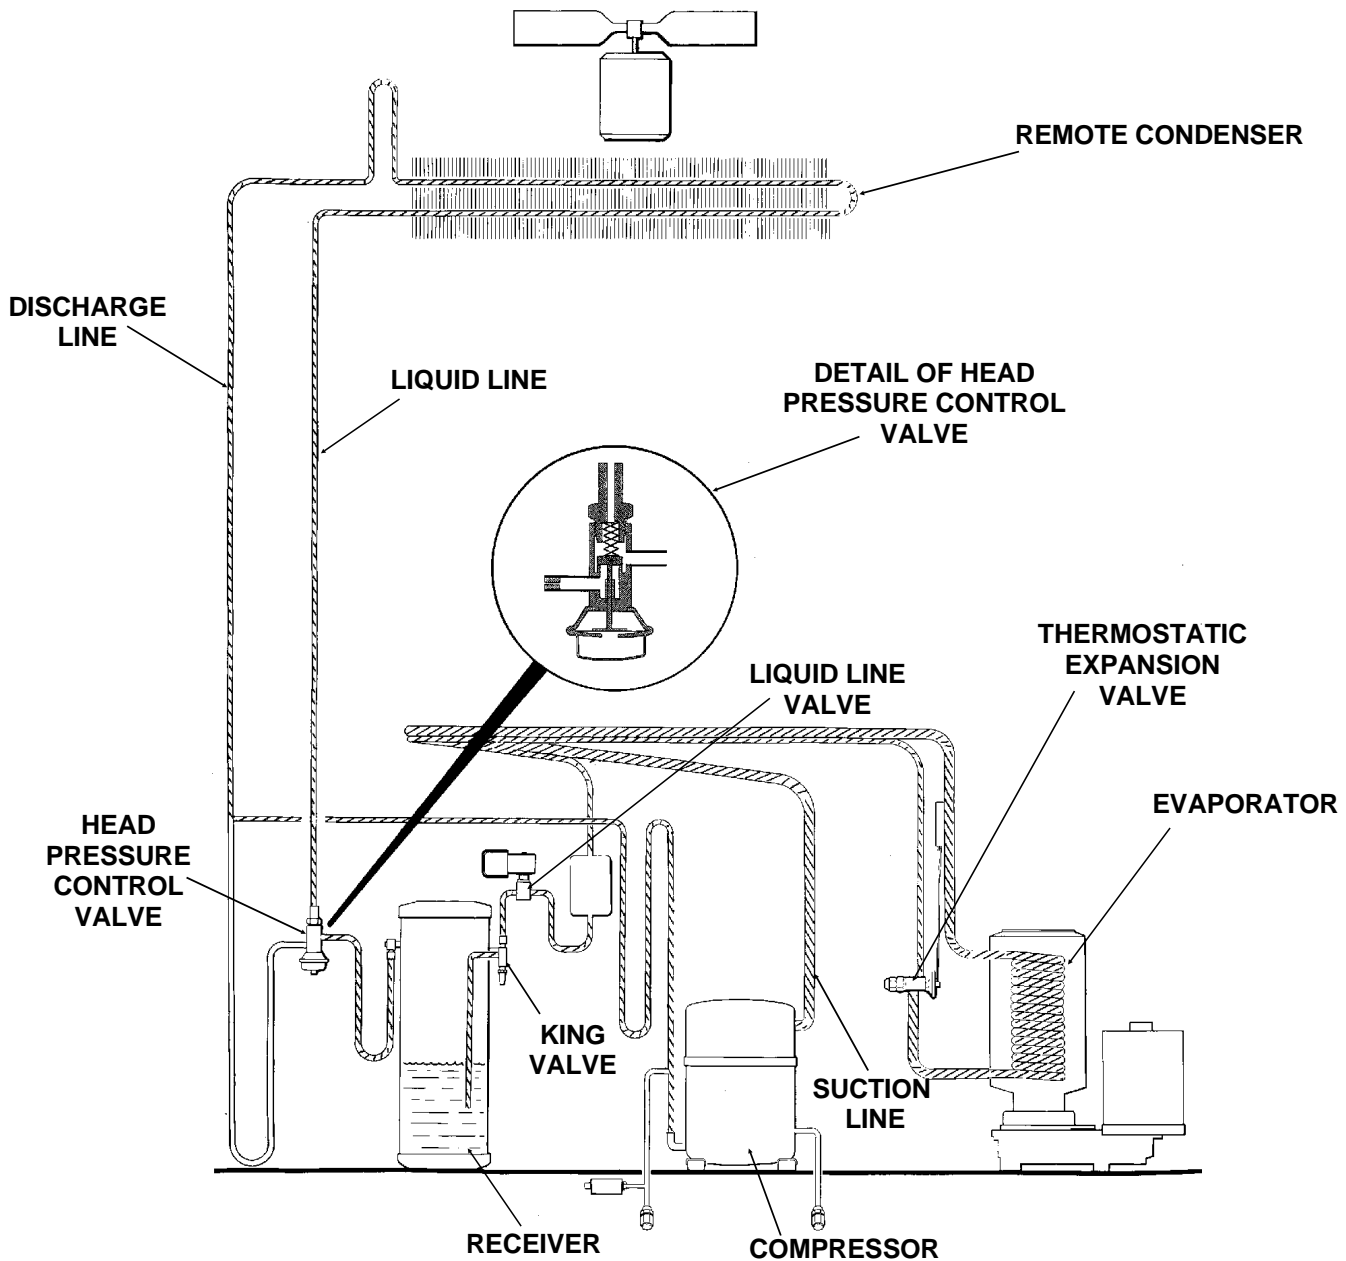 REMOTE CONDENSER
DISCHARGE
LINE
LIQUID LINE
DETAIL OF HEAD
PRESSURE CONTROL
VALVE
THERMOSTATIC
EXPANSION
VALVE
LIQUID LINE
VALVE
EVAPORATOR
HEAD
PRESSURE
CONTROL
VALVE
KING
VALVE
SUCTION
LINE
RECEIVER
COMPRESSOR